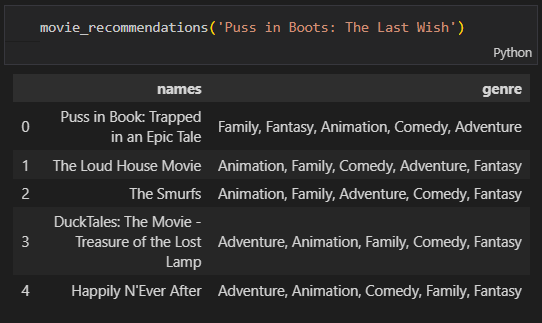 movie_recommendations('Puss in Boots: The Last Wish')
Python
names genre
0 Puss in Book: Trapped Family, Fantasy, Animation, Comedy, Adventure
in an Epic Tale
1 The Loud House Movie Animation, Family, Comedy, Adventure, Fantasy
2 The Smurfs Animation, Family, Adventure, Comedy, Fantasy
3 DuckTales: The Movie - Adventure, Animation, Family, Comedy, Fantasy
Treasure of the Lost
Lamp
4 Happily N'Ever After Adventure, Animation, Comedy, Family, Fantasy